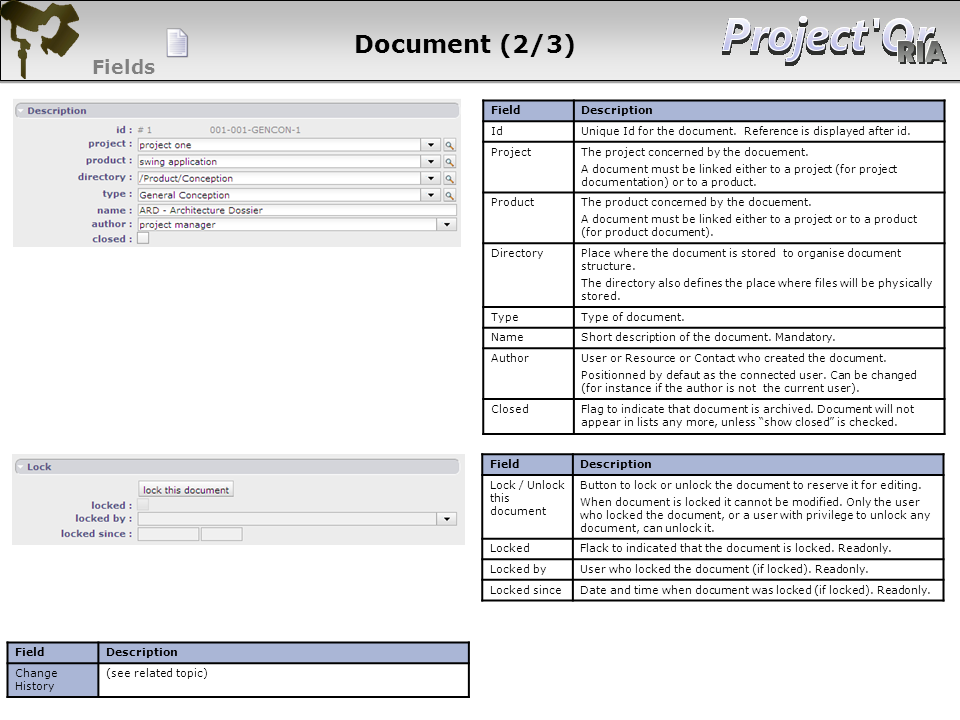 Fields
Document (2/3)
Project'Or
RIA
Description
id : # 1 001-001-GENCON-1
project : project one
product : swing application
directory : /Product/Conception
type : General Conception
name : ARD - Architecture Dossier
author : project manager
closed :
Field Description
Id Unique Id for the document. Reference is displayed after id.
Project The project concerned by the docuement.
A document must be linked either to a project (for project
documentation) or to a product.
Product The product concerned by the docuement.
A document must be linked either to a project or to a product
(for product document).
Directory Place where the document is stored to organise document
structure.
The directory also defines the place where files will be physically
stored.
Type Type of document.
Name Short description of the document. Mandatory.
Author User or Resource or Contact who created the document.
Positionned by defaut as the connected user. Can be changed
(for instance if the author is not the current user).
Closed Flag to indicate that document is archived. Document will not
appear in lists any more, unless “show closed” is checked.
Lock
lock this document
locked :
locked by :
locked since :
Field Description
Lock / Unlock
this
document
Button to lock or unlock the document to reserve it for editing.
When document is locked it cannot be modified. Only the user
who locked the document, or a user with privilege to unlock any
document, can unlock it.
Locked Flack to indicated that the document is locked. Readonly.
Locked by User who locked the document (if locked). Readonly.
Locked since Date and time when document was locked (if locked). Readonly.
Field Description
Change
History
(see related topic)